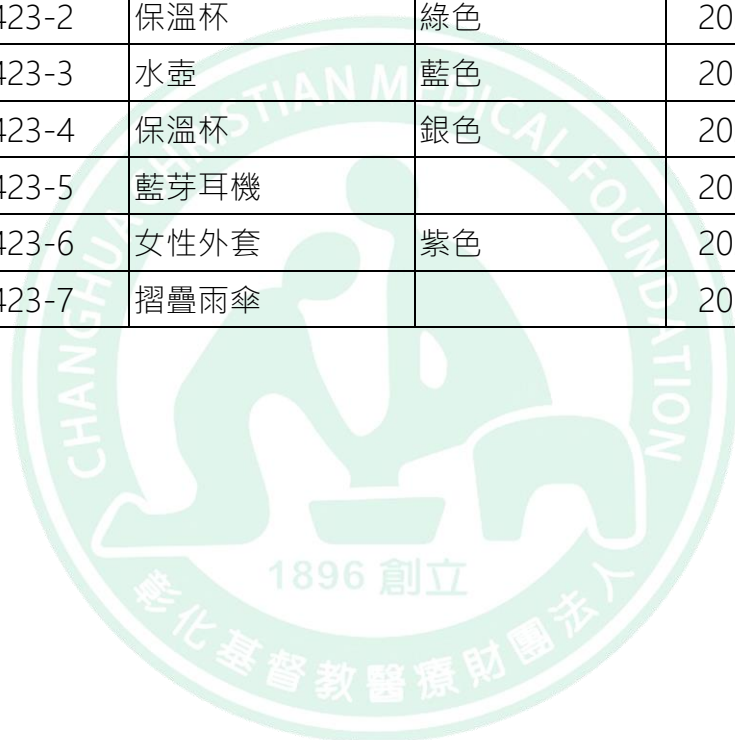 423-2 保溫杯 綠色 20
423-3 水壺 藍色 20
423-4 保溫杯 銀色 20
423-5 藍芽耳機 20
423-6 女性外套 紫色 20
423-7 摺疊雨傘 20
CHANGHUA CHRISTIAN MEDICAL FOUNDATION
1896 創立
彰化基督教醫療財團法人